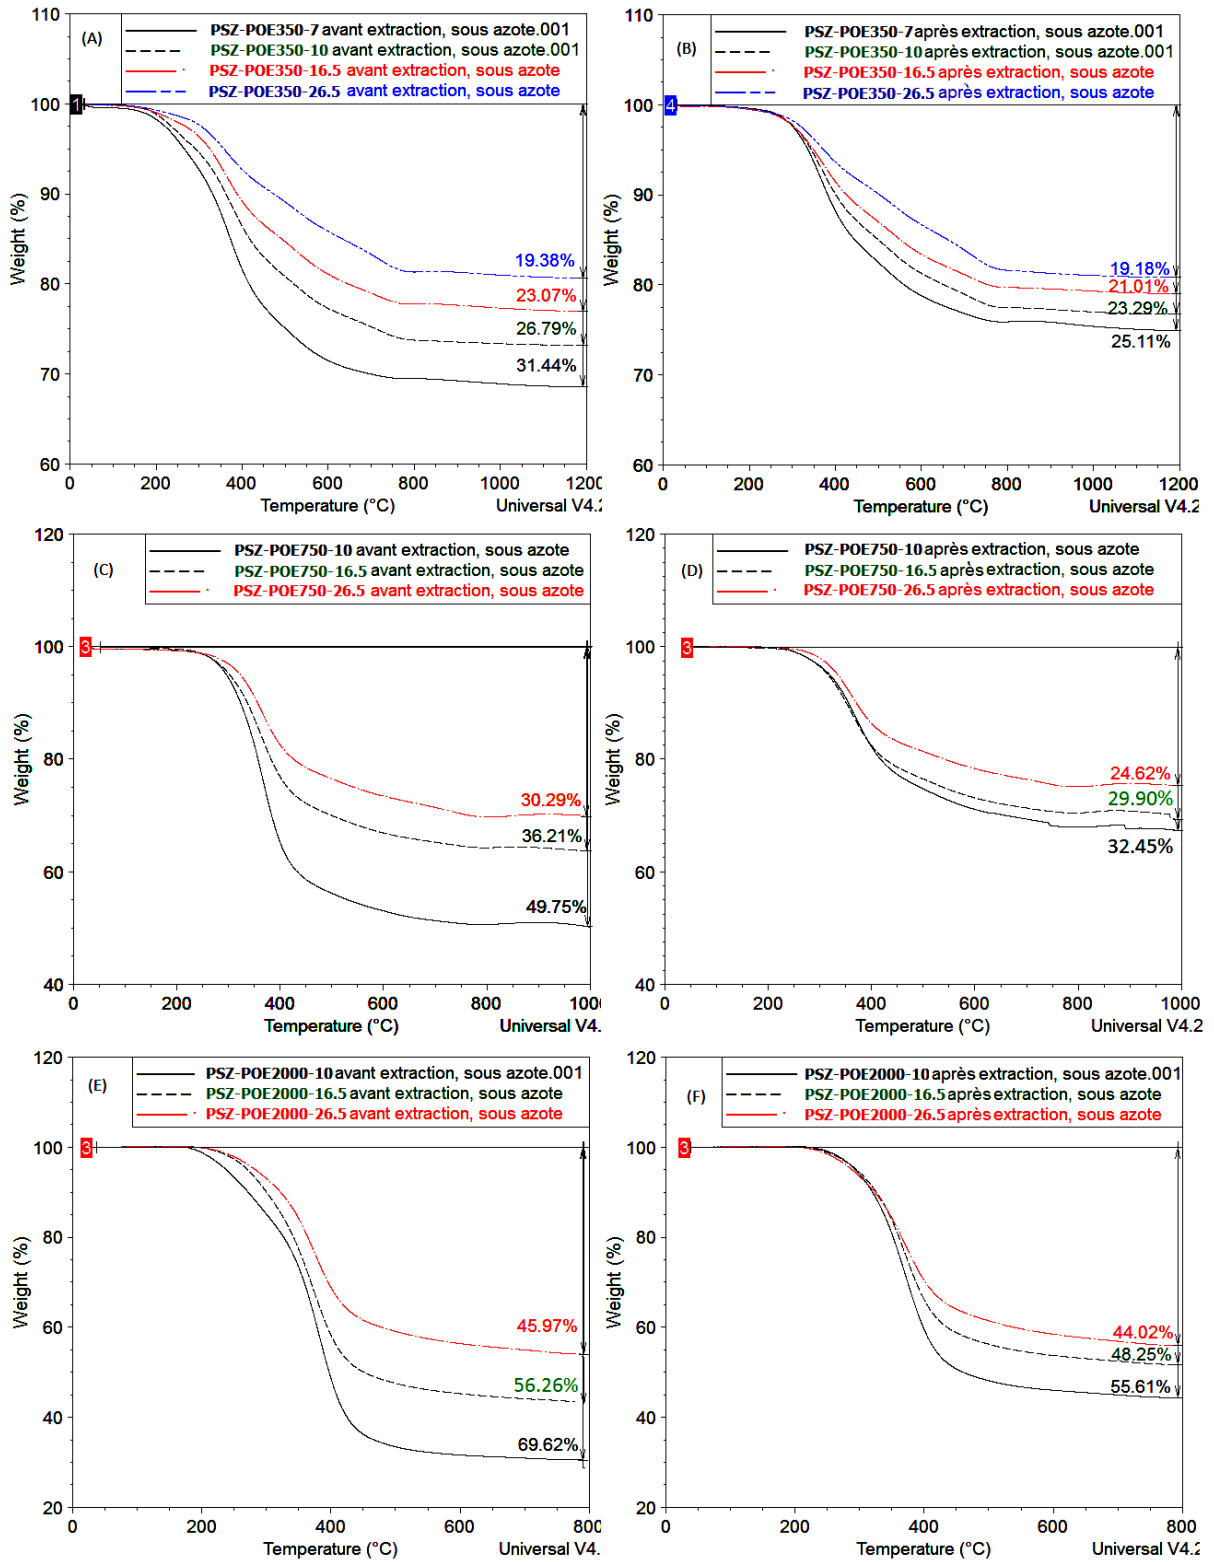 (A)
PSZ-POE350-7 avant extraction, sous azote.001
PSZ-POE350-10 avant extraction, sous azote.001
PSZ-POE350-16.5 avant extraction, sous azote
PSZ-POE350-26.5 avant extraction, sous azote
110
100
90
80
70
60
Weight (%)
1
19.38%
23.07%
26.79%
31.44%
0 200 400 600 800 1000 1200
Temperature (°C)
Universal V4.2
(B)
PSZ-POE350-7 après extraction, sous azote.001
PSZ-POE350-10 après extraction, sous azote.001
PSZ-POE350-16.5 après extraction, sous azote
PSZ-POE350-26.5 après extraction, sous azote
110
100
90
80
70
60
Weight (%)
4
19.18%
21.01%
23.29%
25.11%
0 200 400 600 800 1000 1200
Temperature (°C)
Universal V4.2
(C)
PSZ-POE750-10 avant extraction, sous azote
PSZ-POE750-16.5 avant extraction, sous azote
PSZ-POE750-26.5 avant extraction, sous azote
120
100
80
60
40
Weight (%)
3
30.29%
36.21%
49.75%
0 200 400 600 800 1000
Temperature (°C)
Universal V4.
(D)
PSZ-POE750-10 après extraction, sous azote
PSZ-POE750-16.5 après extraction, sous azote
PSZ-POE750-26.5 après extraction, sous azote
120
100
80
60
40
Weight (%)
3
24.62%
29.90%
32.45%
0 200 400 600 800 1000
Temperature (°C)
Universal V4.2
(E)
PSZ-POE2000-10 avant extraction, sous azote.001
PSZ-POE2000-16.5 avant extraction, sous azote
PSZ-POE2000-26.5 avant extraction, sous azote
120
100
80
60
40
20
Weight (%)
3
45.97%
56.26%
69.62%
0 200 400 600 800
Temperature (°C)
Universal V4.
(F)
PSZ-POE2000-10 après extraction, sous azote.001
PSZ-POE2000-16.5 après extraction, sous azote
PSZ-POE2000-26.5 après extraction, sous azote
120
100
80
60
40
20
Weight (%)
3
44.02%
48.25%
55.61%
0 200 400 600 800
Temperature (°C)
Universal V4.2